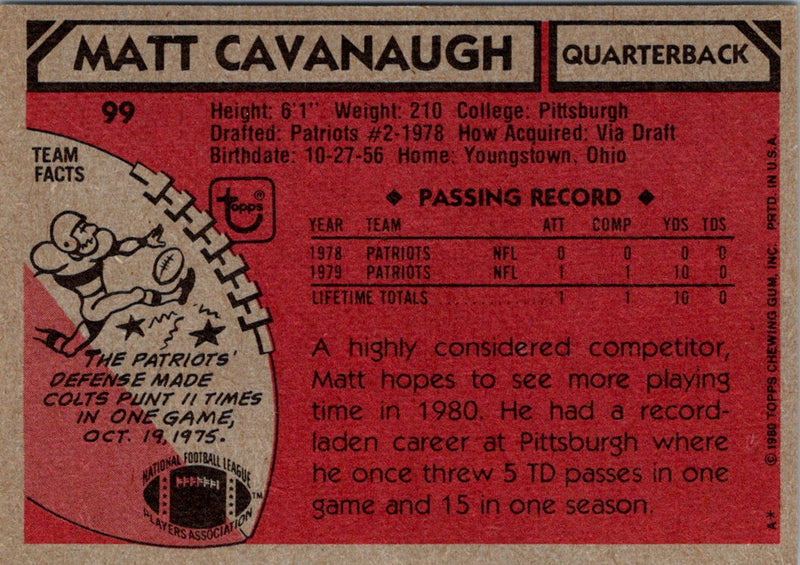 MATT CAVANAUGH QUARTERBACK
99
Height: 6'1" Weight: 210 College: Pittsburgh
Drafted: Patriots #2-1978 How Acquired: Via Draft
Birthdate: 10-27-56 Home: Youngstown, Ohio
TEAM
FACTS
topps®
◆ PASSING RECORD ◆
YEAR TEAM ATT COMP YDS TDS
1978 PATRIOTS NFL 0 0 0 0
1979 PATRIOTS NFL 1 1 10 0
LIFETIME TOTALS .............. 1 1 10 0
THE PATRIOTS'
DEFENSE MADE
COLTS PUNT 11 TIMES
IN ONE GAME,
OCT. 19, 1975.
NATIONAL FOOTBALL LEAGUE
PLAYERS ASSOCIATION™
A highly considered competitor,
Matt hopes to see more playing
time in 1980. He had a record-
laden career at Pittsburgh where
he once threw 5 TD passes in one
game and 15 in one season.
A* © 1980 TOPPS CHEWING GUM, INC. PRTD. IN U.S.A.